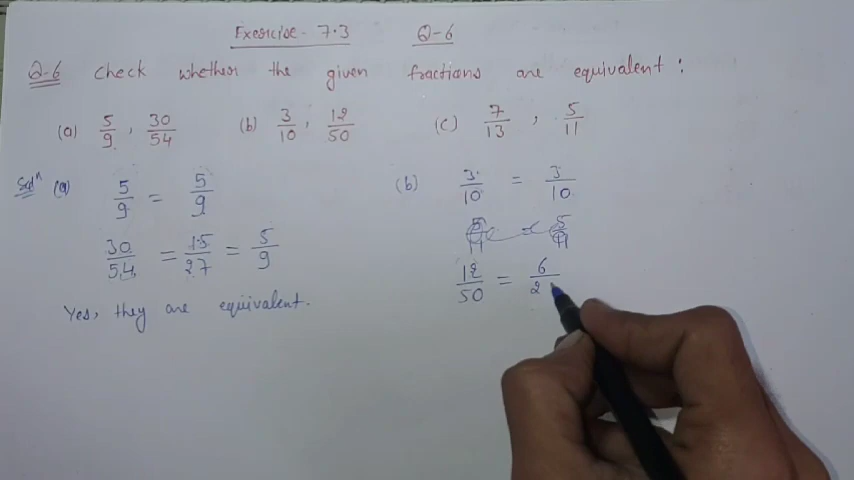 Exercise - 7.3 Q-6
Q-6 Check whether the given fractions are equivalent :
(a) 5/9 , 30/54 (b) 3/10 , 12/50 (c) 7/13 , 5/11
Solⁿ (a) 5/9 = 5/9
30/54 = 15/27 = 5/9
Yes, they are equivalent.
(b) 3/10 = 3/10
12/50 = 6/2